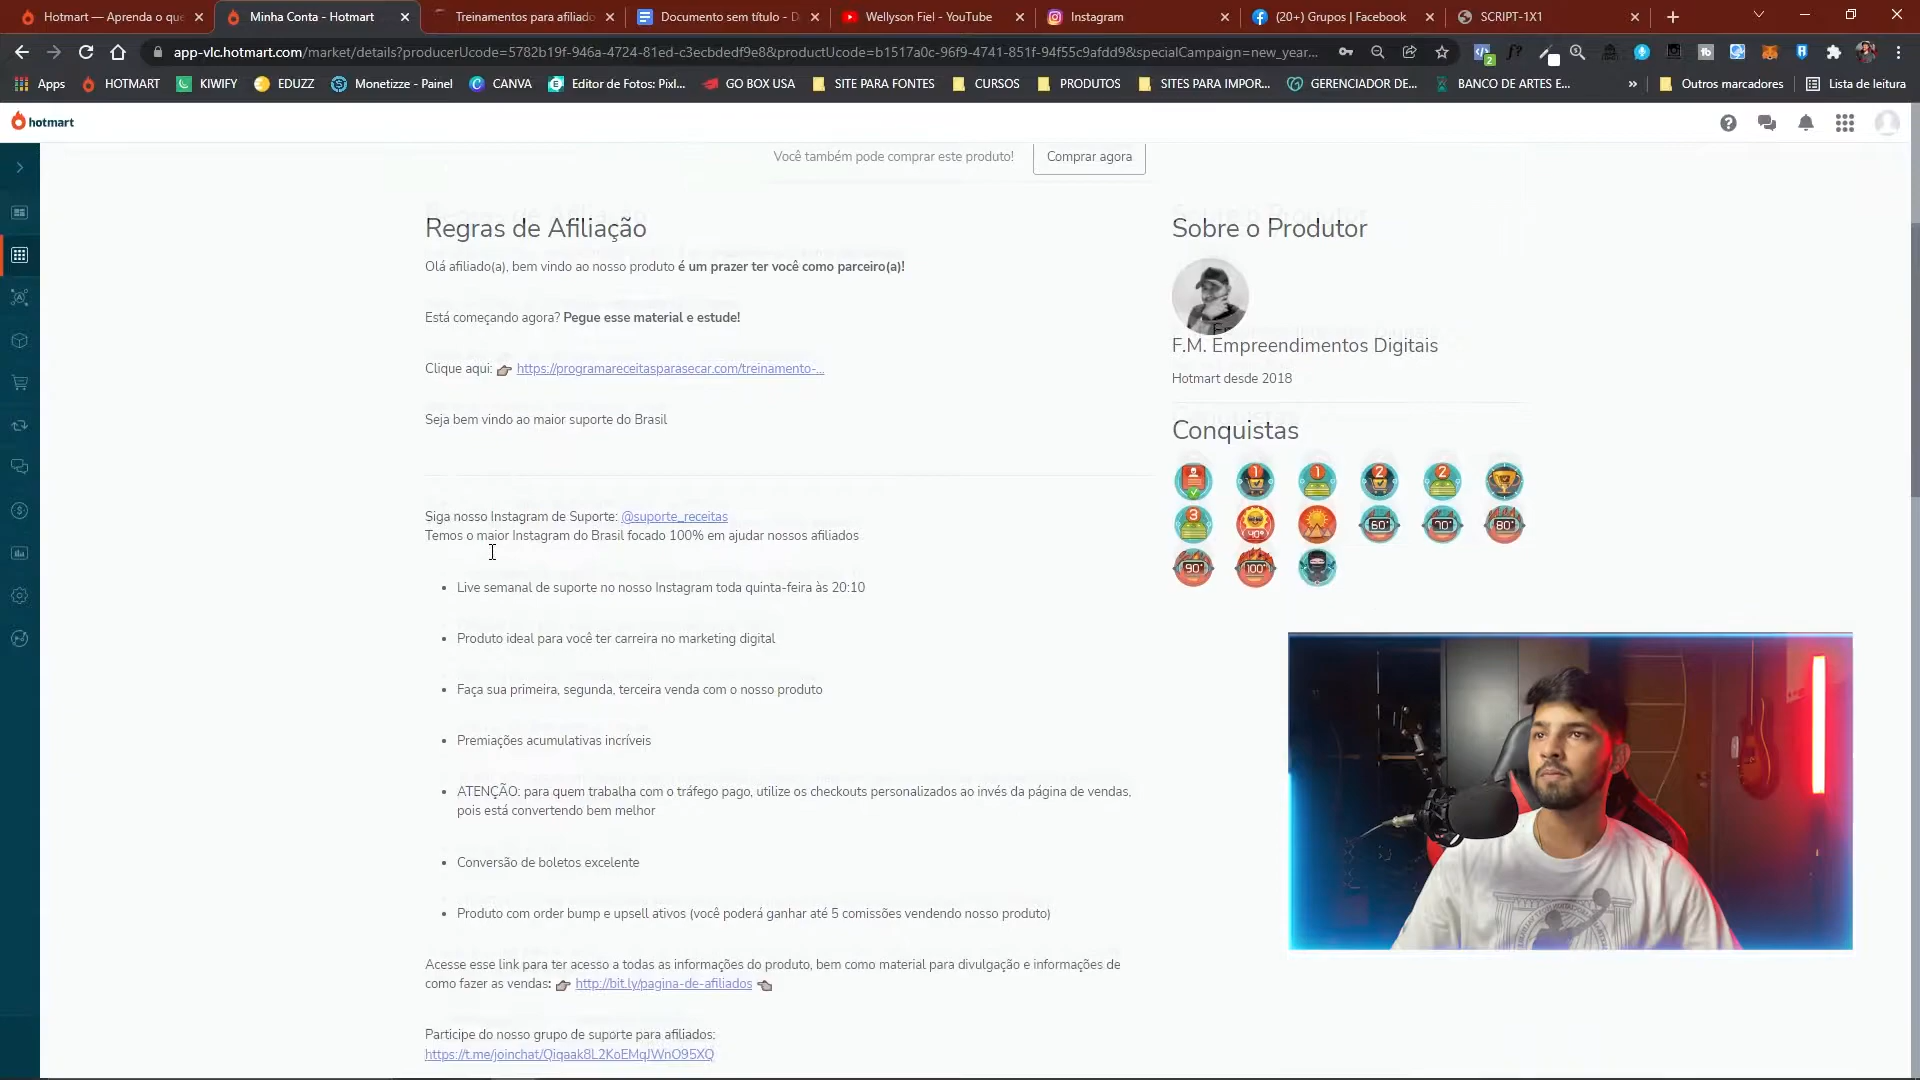 Hotmart — Aprenda o que
Minha Conta - Hotmart
Treinamentos para afiliado
Documento sem título - D
Wellyson Fiel - YouTube
Instagram
(20+) Grupos | Facebook
SCRIPT-1X1
app-vlc.hotmart.com/market/details?producerUcode=5782b19f-946a-4724-81ed-c3ecbdedf9e8&productUcode=b1517a0c-96f9-4741-851f-94f55c9afdd9&specialCampaign=new_year...
Apps
HOTMART
KIWIFY
EDUZZ
Monetizze - Painel
CANVA
Editor de Fotos: Pixl...
GO BOX USA
SITE PARA FONTES
CURSOS
PRODUTOS
SITES PARA IMPOR...
GERENCIADOR DE...
BANCO DE ARTES E...
Outros marcadores
Lista de leitura
hotmart
Você também pode comprar este produto!
Comprar agora
Regras de Afiliação
Olá afiliado(a), bem vindo ao nosso produto é um prazer ter você como parceiro(a)!
Está começando agora? Pegue esse material e estude!
Clique aqui: https://programareceitasparasecar.com/treinamento-...
Seja bem vindo ao maior suporte do Brasil
Siga nosso Instagram de Suporte: @suporte_receitas
Temos o maior Instagram do Brasil focado 100% em ajudar nossos afiliados
Live semanal de suporte no nosso Instagram toda quinta-feira às 20:10
Produto ideal para você ter carreira no marketing digital
Faça sua primeira, segunda, terceira venda com o nosso produto
Premiações acumulativas incríveis
ATENÇÃO: para quem trabalha com o tráfego pago, utilize os checkouts personalizados ao invés da página de vendas,
pois está convertendo bem melhor
Conversão de boletos excelente
Produto com order bump e upsell ativos (você poderá ganhar até 5 comissões vendendo nosso produto)
Acesse esse link para ter acesso a todas as informações do produto, bem como material para divulgação e informações de
como fazer as vendas: http://bit.ly/pagina-de-afiliados
Participe do nosso grupo de suporte para afiliados:
https://t.me/joinchat/Qiqaak8L2KoEMqJWnO95XQ
Sobre o Produtor
F.M. Empreendimentos Digitais
Hotmart desde 2018
Conquistas
1
1
2
2
3
40°
60°
70°
80°
90°
100°